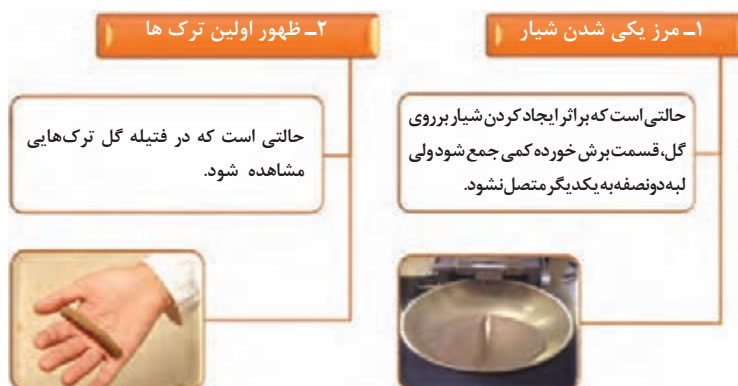 ۱ـ مرز یکی شدن شیار
حالتی است که براثر ایجاد کردن شیار برروی
گل، قسمت برش خورده کمی جمع شود ولی
لبه دو نصفه به یکدیگر متصل نشود.
۲ـ ظهور اولین ترک ها
حالتی است که در فتیله گل ترک‌هایی
مشاهده شود.